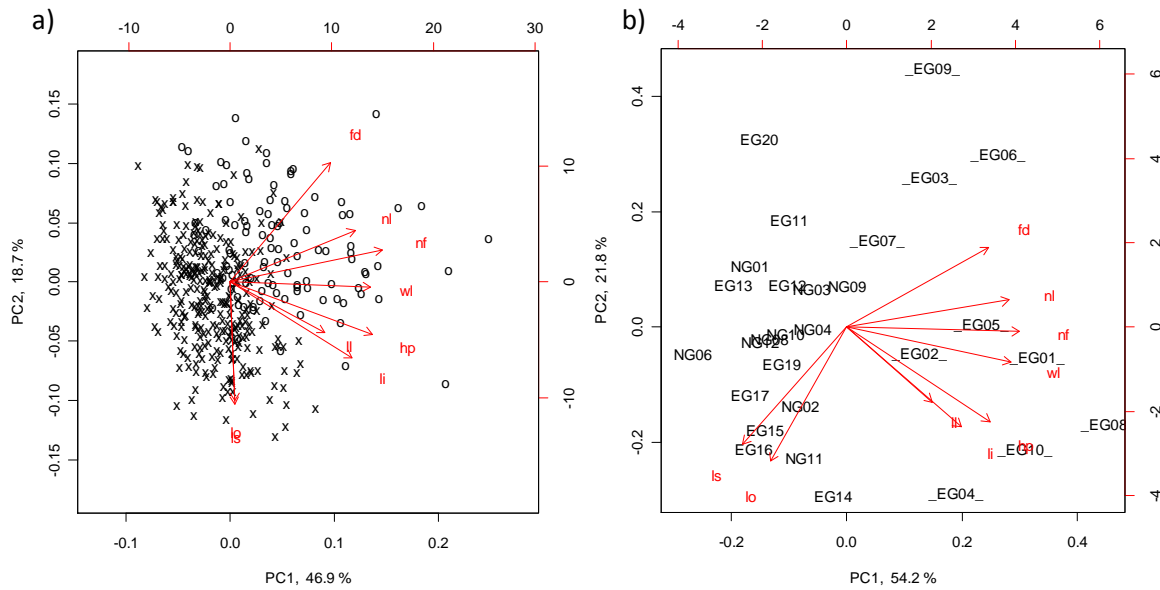 a)
-10 0 10 20 30
fd
nl
nf
wl
ll
hp
li
lo
ls
0.15
0.10
0.05
0.00
-0.05
-0.10
-0.15
PC2, 18.7 %
10
0
-10
-0.1 0.0 0.1 0.2
PC1, 46.9 %
b)
-4 -2 0 2 4 6
_EG09_
EG20
_EG06_
_EG03_
EG11
fd
_EG07_
NG01
EG13
EG12
NG03
NG09
nl
_EG05_
nf
NG04
NG10
NG08
NG12
NG06
_EG02_
_EG01_
EG19
wl
EG17
NG02
ll
_EG08
EG15
EG16
NG11
li
hp
_EG10_
ls
lo
EG14
_EG04_
0.4
0.2
0.0
-0.2
PC2, 21.8 %
6
4
2
0
-2
-4
-0.2 0.0 0.2 0.4
PC1, 54.2 %